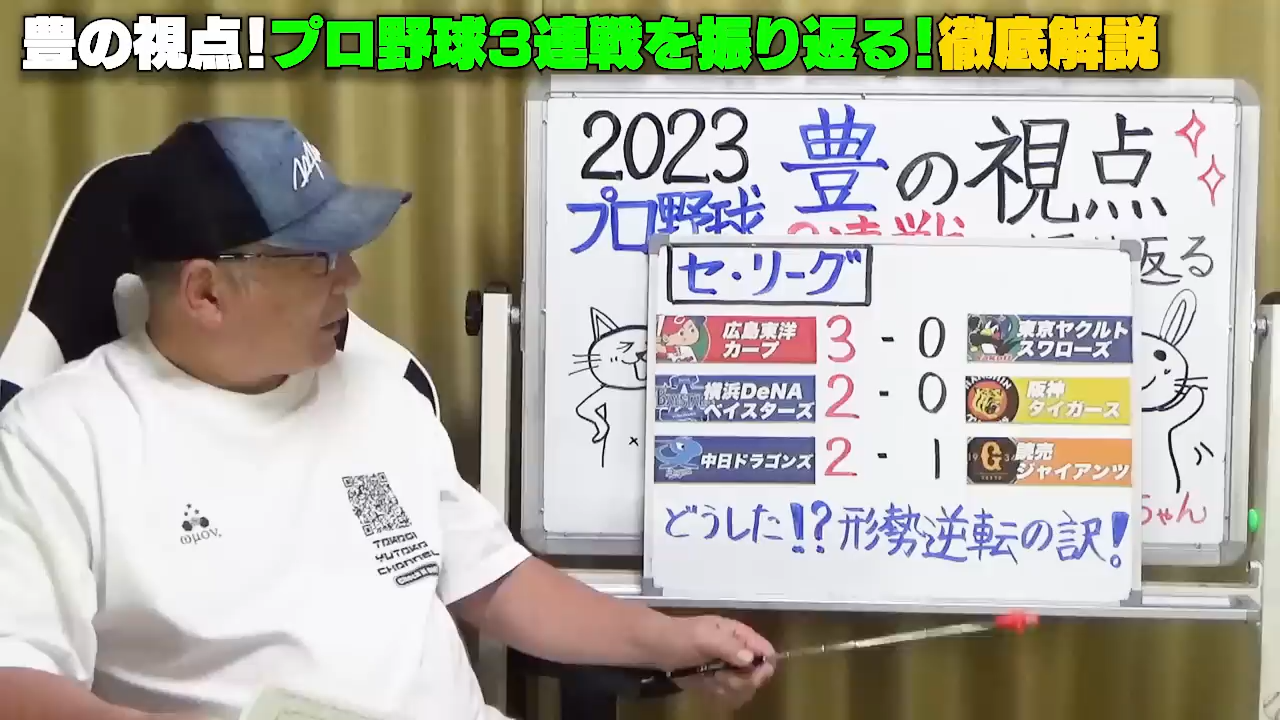 豊の視点!プロ野球3連戦を振り返る!徹底解説
2023 豊の視点
プロ野球
返る
セ・リーグ
広島東洋カープ 3 - 0 東京ヤクルトスワローズ
横浜DeNAベイスターズ 2 - 0 阪神タイガース
中日ドラゴンズ 2 - 1 読売ジャイアンツ
どうした!?形勢逆転の訳!
ちゃん
TAKAGI
YUTAKA
CHANNEL